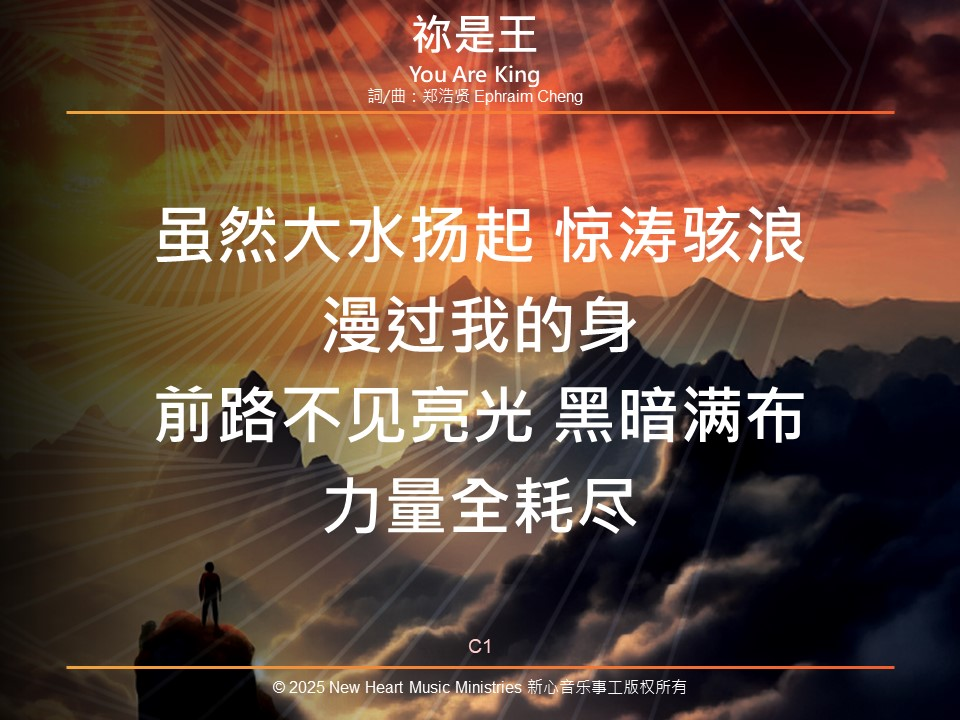 祢是王
You Are King
詞/曲：郑浩贤 Ephraim Cheng
虽然大水扬起 惊涛骇浪
漫过我的身
前路不见亮光 黑暗满布
力量全耗尽
C1
© 2025 New Heart Music Ministries 新心音乐事工版权所有